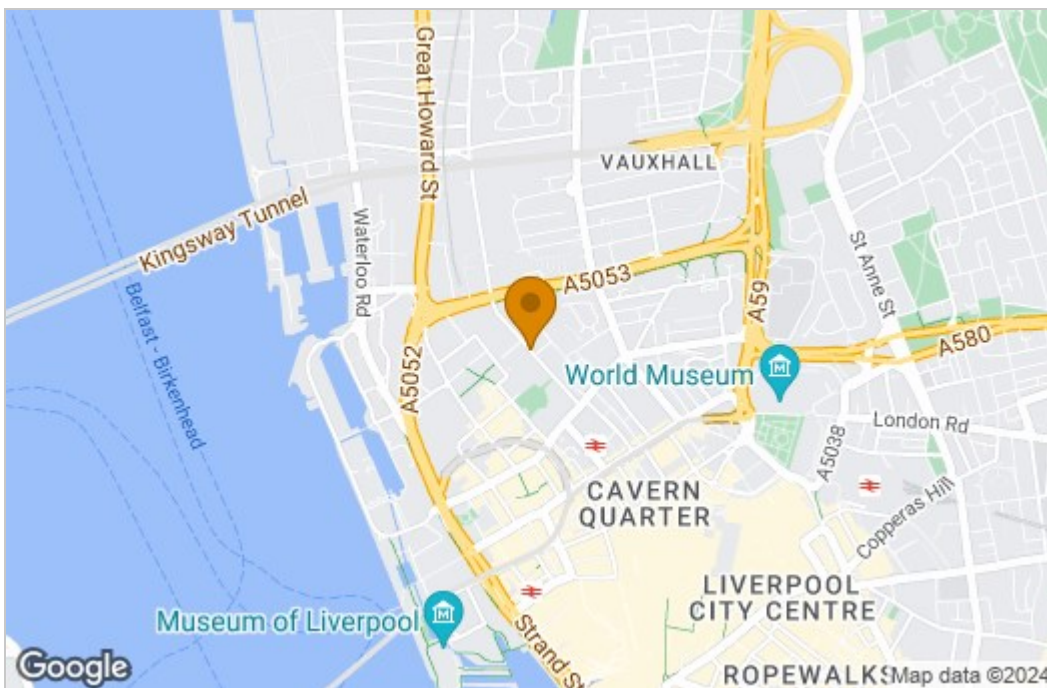 Great Howard St
VAUXHALL
Kingsway Tunnel
Waterloo Rd
St Anne St
A5053
A59
Belfast - Birkenhead
A580
A5052
World Museum
London Rd
A5038
CAVERN
QUARTER
Copperas Hill
LIVERPOOL
CITY CENTRE
Museum of Liverpool
Strand St
ROPEWALKS
Google
Map data ©2024